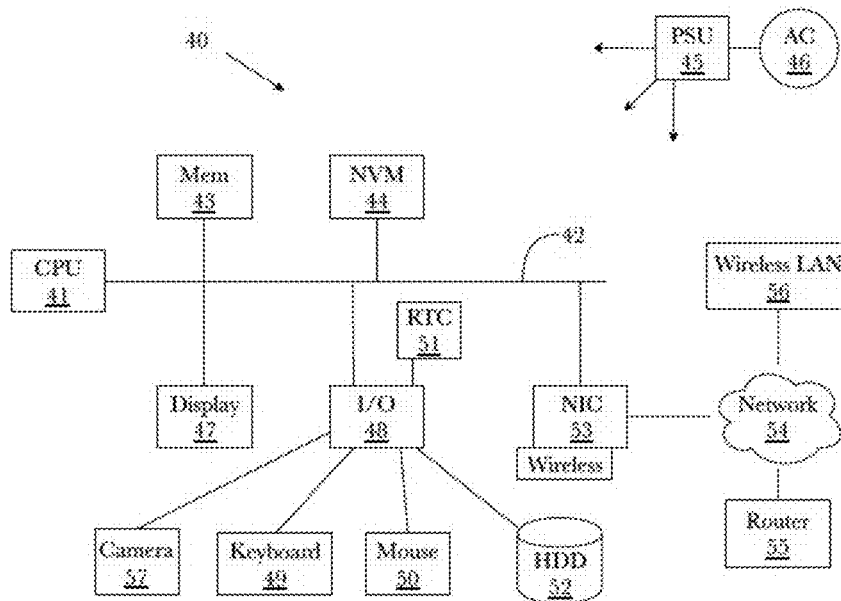 40
PSU
45
AC
46
Mem
43
NVM
44
42
CPU
41
Wireless LAN
56
RTC
51
Display
47
I/O
48
NIC
53
Wireless
Network
54
Camera
57
Keyboard
49
Mouse
50
HDD
52
Router
55